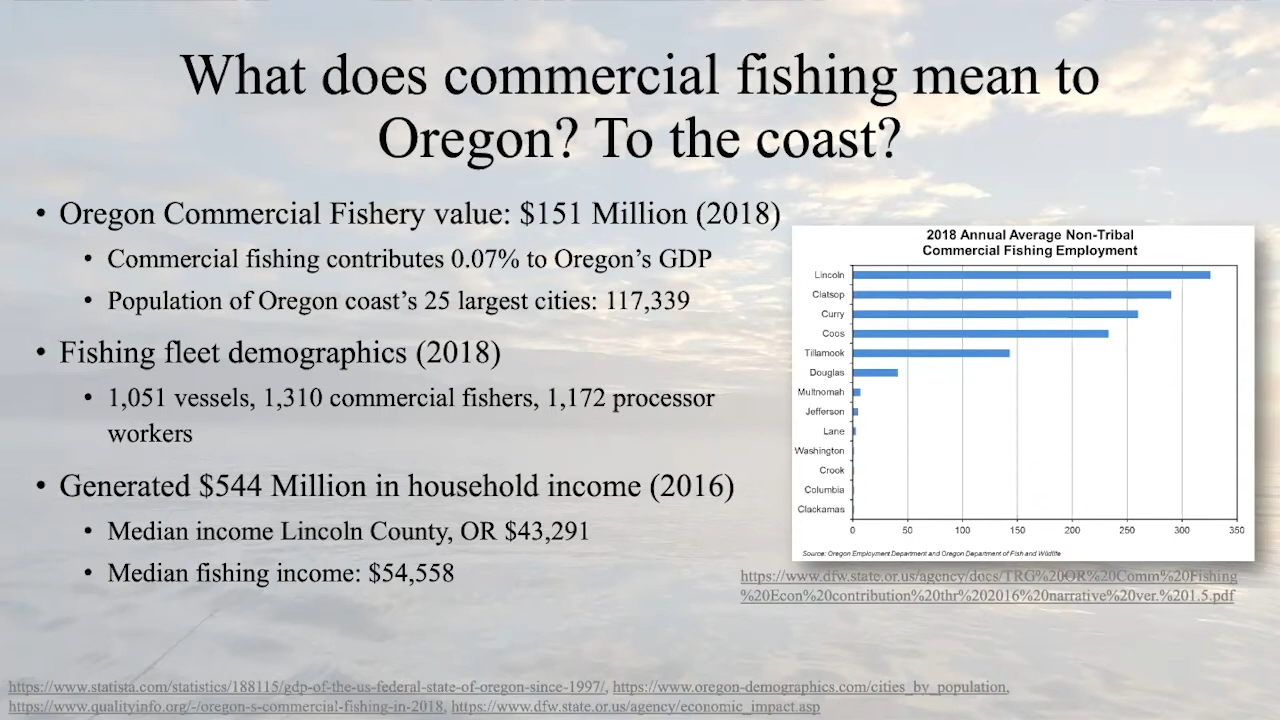 What does commercial fishing mean to
Oregon? To the coast?
• Oregon Commercial Fishery value: $151 Million (2018)
• Commercial fishing contributes 0.07% to Oregon's GDP
• Population of Oregon coast's 25 largest cities: 117,339
• Fishing fleet demographics (2018)
• 1,051 vessels, 1,310 commercial fishers, 1,172 processor
workers
• Generated $544 Million in household income (2016)
• Median income Lincoln County, OR $43,291
• Median fishing income: $54,558
2018 Annual Average Non-Tribal
Commercial Fishing Employment
Lincoln
Clatsop
Curry
Coos
Tillamook
Douglas
Multnomah
Jefferson
Lane
Washington
Crook
Columbia
Clackamas
0 50 100 150 200 250 300 350
Source: Oregon Employment Department and Oregon Department of Fish and Wildlife
https://www.dfw.state.or.us/agency/docs/TRG%20OR%20Comm%20Fishing
%20Econ%20contribution%20thr%202016%20narrative%20ver.%201.5.pdf
https://www.statista.com/statistics/188115/gdp-of-the-us-federal-state-of-oregon-since-1997/, https://www.oregon-demographics.com/cities_by_population,
https://www.qualityinfo.org/-/oregon-s-commercial-fishing-in-2018, https://www.dfw.state.or.us/agency/economic_impact.asp